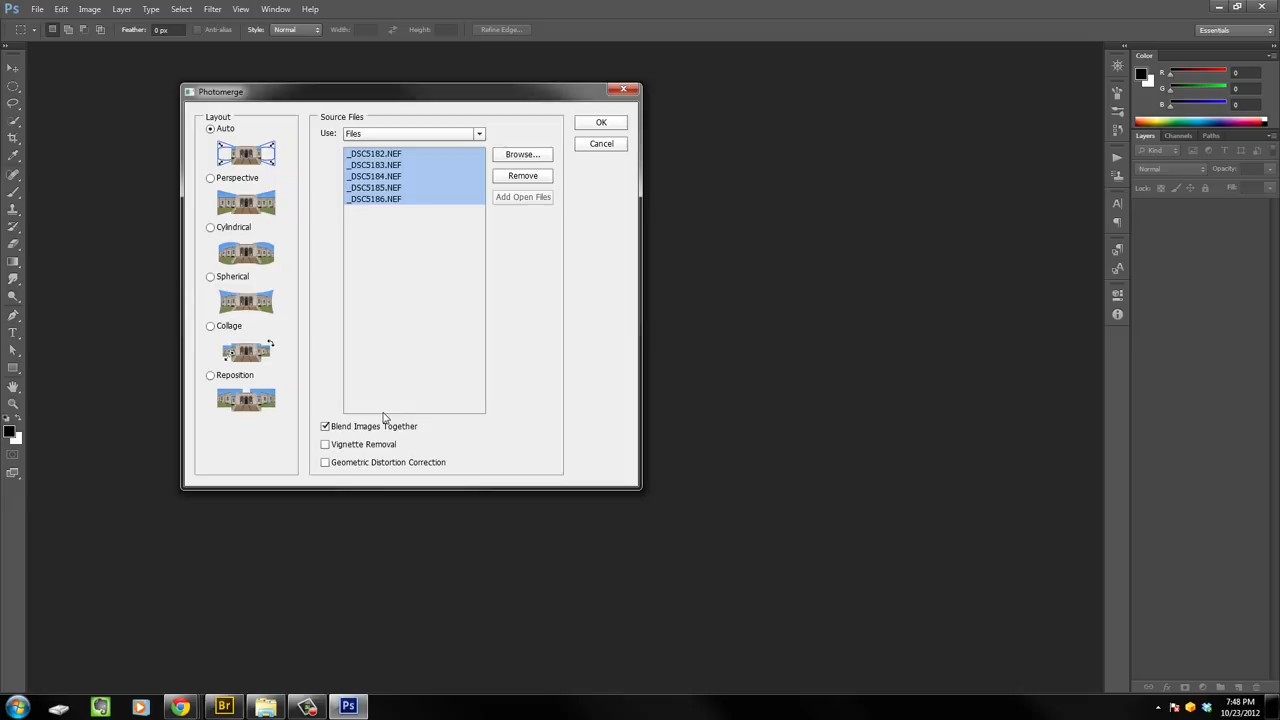 Ps File Edit Image Layer Type Select Filter View Window Help
Feather: 0 px Anti-alias Style: Normal Width: Height: Refine Edge... Essentials
Photomerge
Layout
Auto
Perspective
Cylindrical
Spherical
Collage
Reposition
Source Files
Use: Files
_DSC5182.NEF
_DSC5183.NEF
_DSC5184.NEF
_DSC5185.NEF
_DSC5186.NEF
Browse...
Remove
Add Open Files
OK
Cancel
Blend Images Together
Vignette Removal
Geometric Distortion Correction
Color
R 0
G 0
B 0
Layers Channels Paths
Kind
Normal Opacity:
Lock: Fill:
Br Ps
7:48 PM
10/23/2012